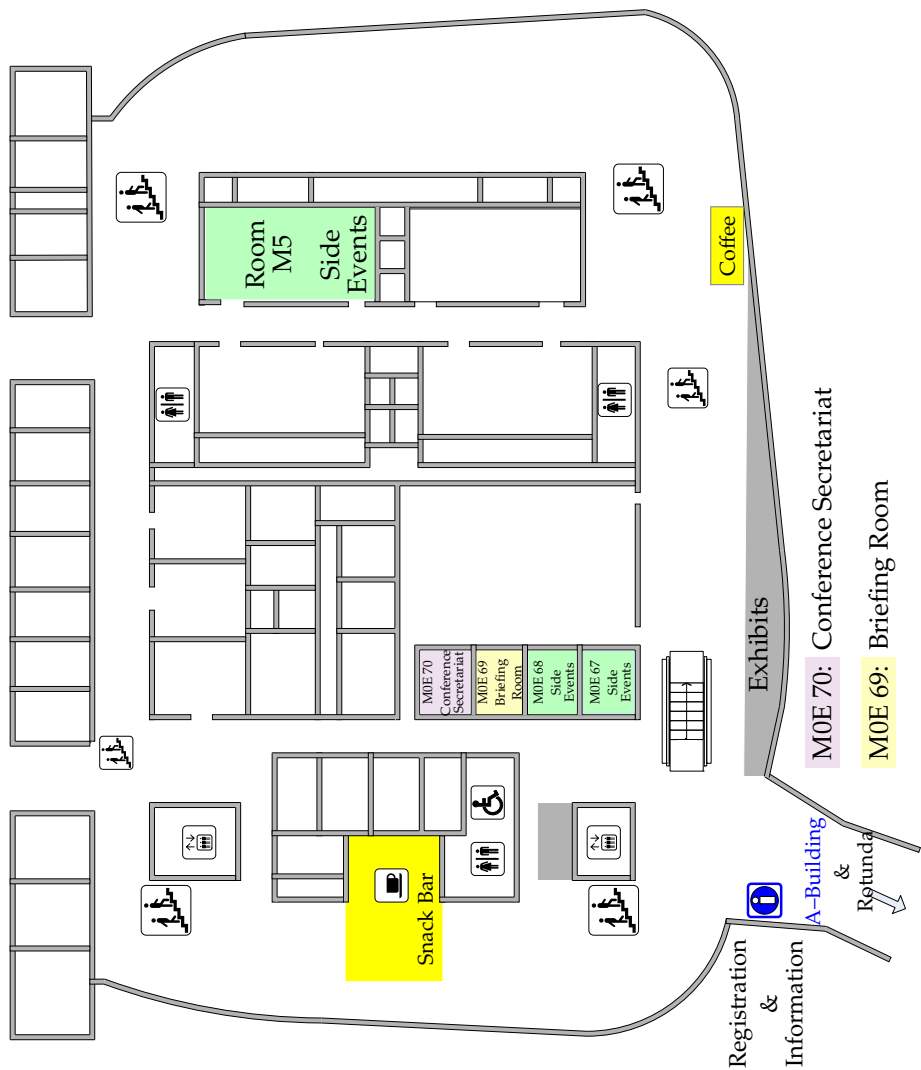 Room
M5
Side
Events
Coffee
M0E 70
Conference
Secretariat
M0E 69
Briefing
Room
M0E 68
Side
Events
M0E 67
Side
Events
Exhibits
Snack Bar
M0E 70: Conference Secretariat
M0E 69: Briefing Room
A–Building
&
Rotunda
Registration
&
Information